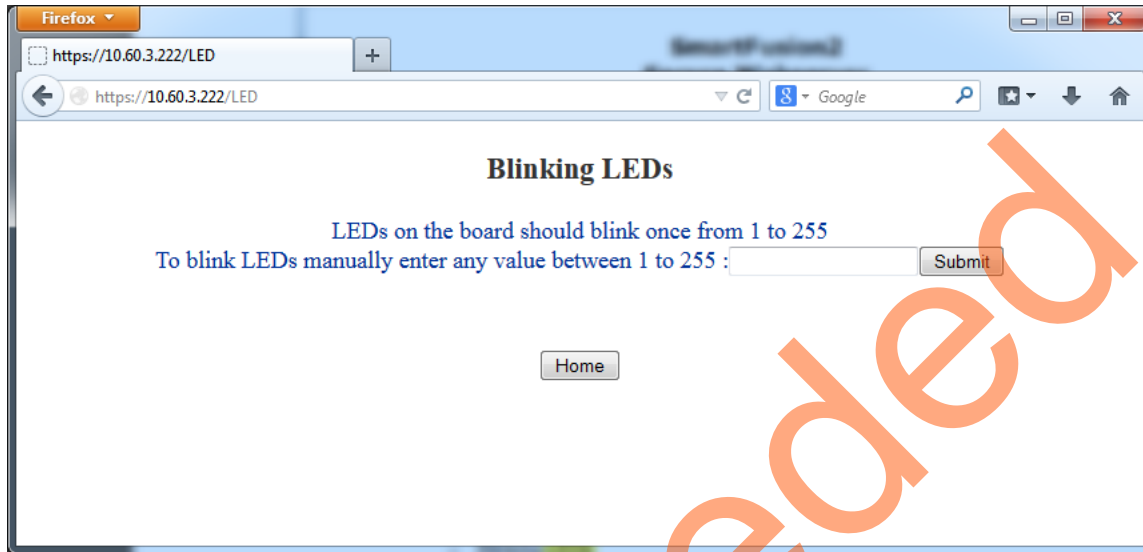 Firefox
https://10.60.3.222/LED
+
https://10.60.3.222/LED
8 Google
Blinking LEDs
LEDs on the board should blink once from 1 to 255
To blink LEDs manually enter any value between 1 to 255 : Submit
Home
ded